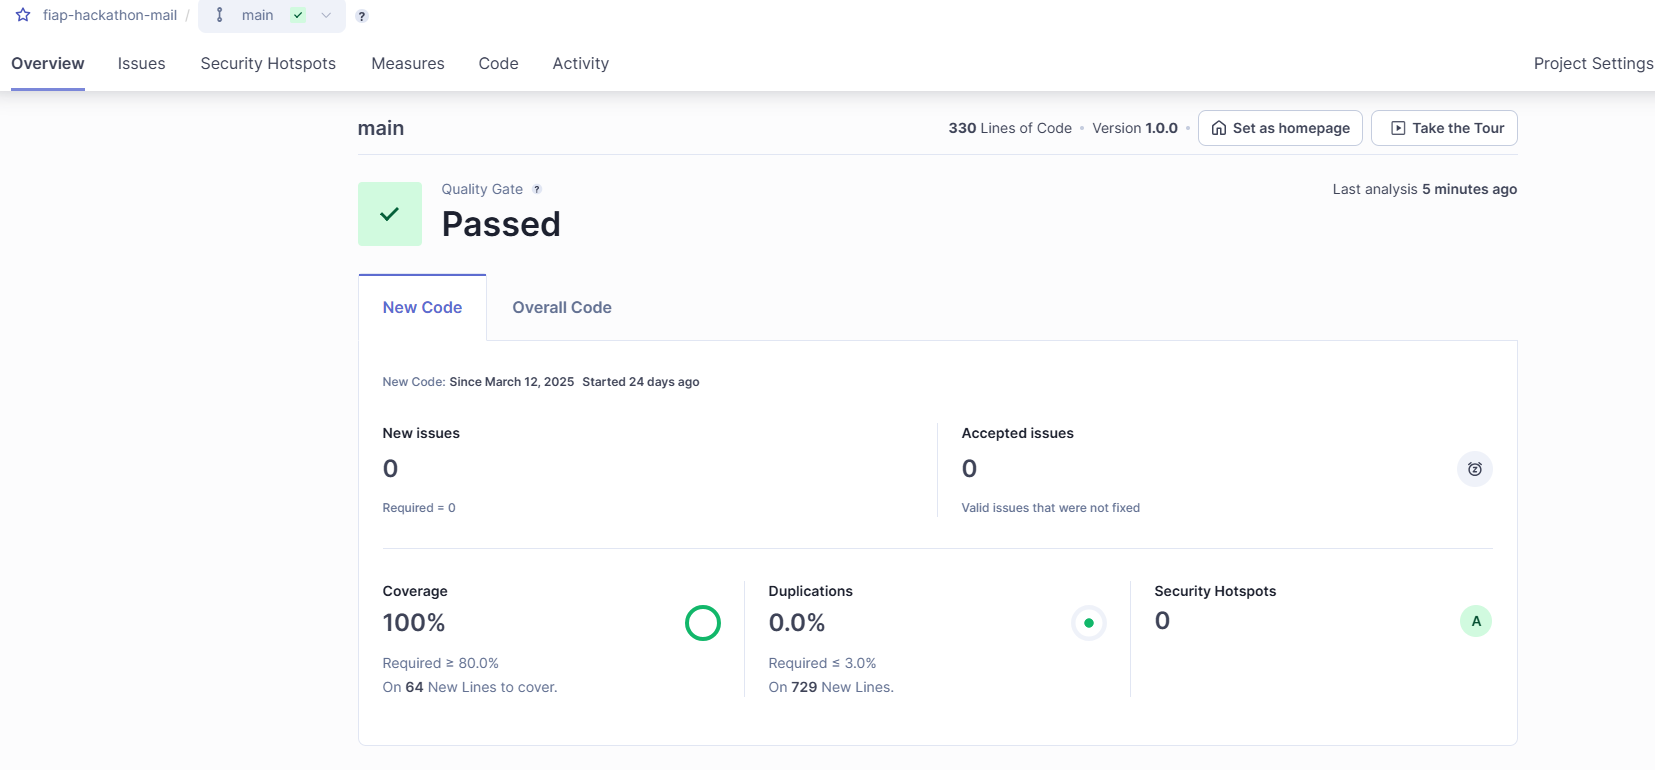 fiap-hackathon-mail / main ?
Overview Issues Security Hotspots Measures Code Activity Project Settings
main 330 Lines of Code • Version 1.0.0 • Set as homepage Take the Tour
Quality Gate ? Last analysis 5 minutes ago
Passed
New Code Overall Code
New Code: Since March 12, 2025 Started 24 days ago
New issues
0
Required = 0
Accepted issues
0
Valid issues that were not fixed
Coverage
100%
Required ≥ 80.0%
On 64 New Lines to cover.
Duplications
0.0%
Required ≤ 3.0%
On 729 New Lines.
Security Hotspots
0
A